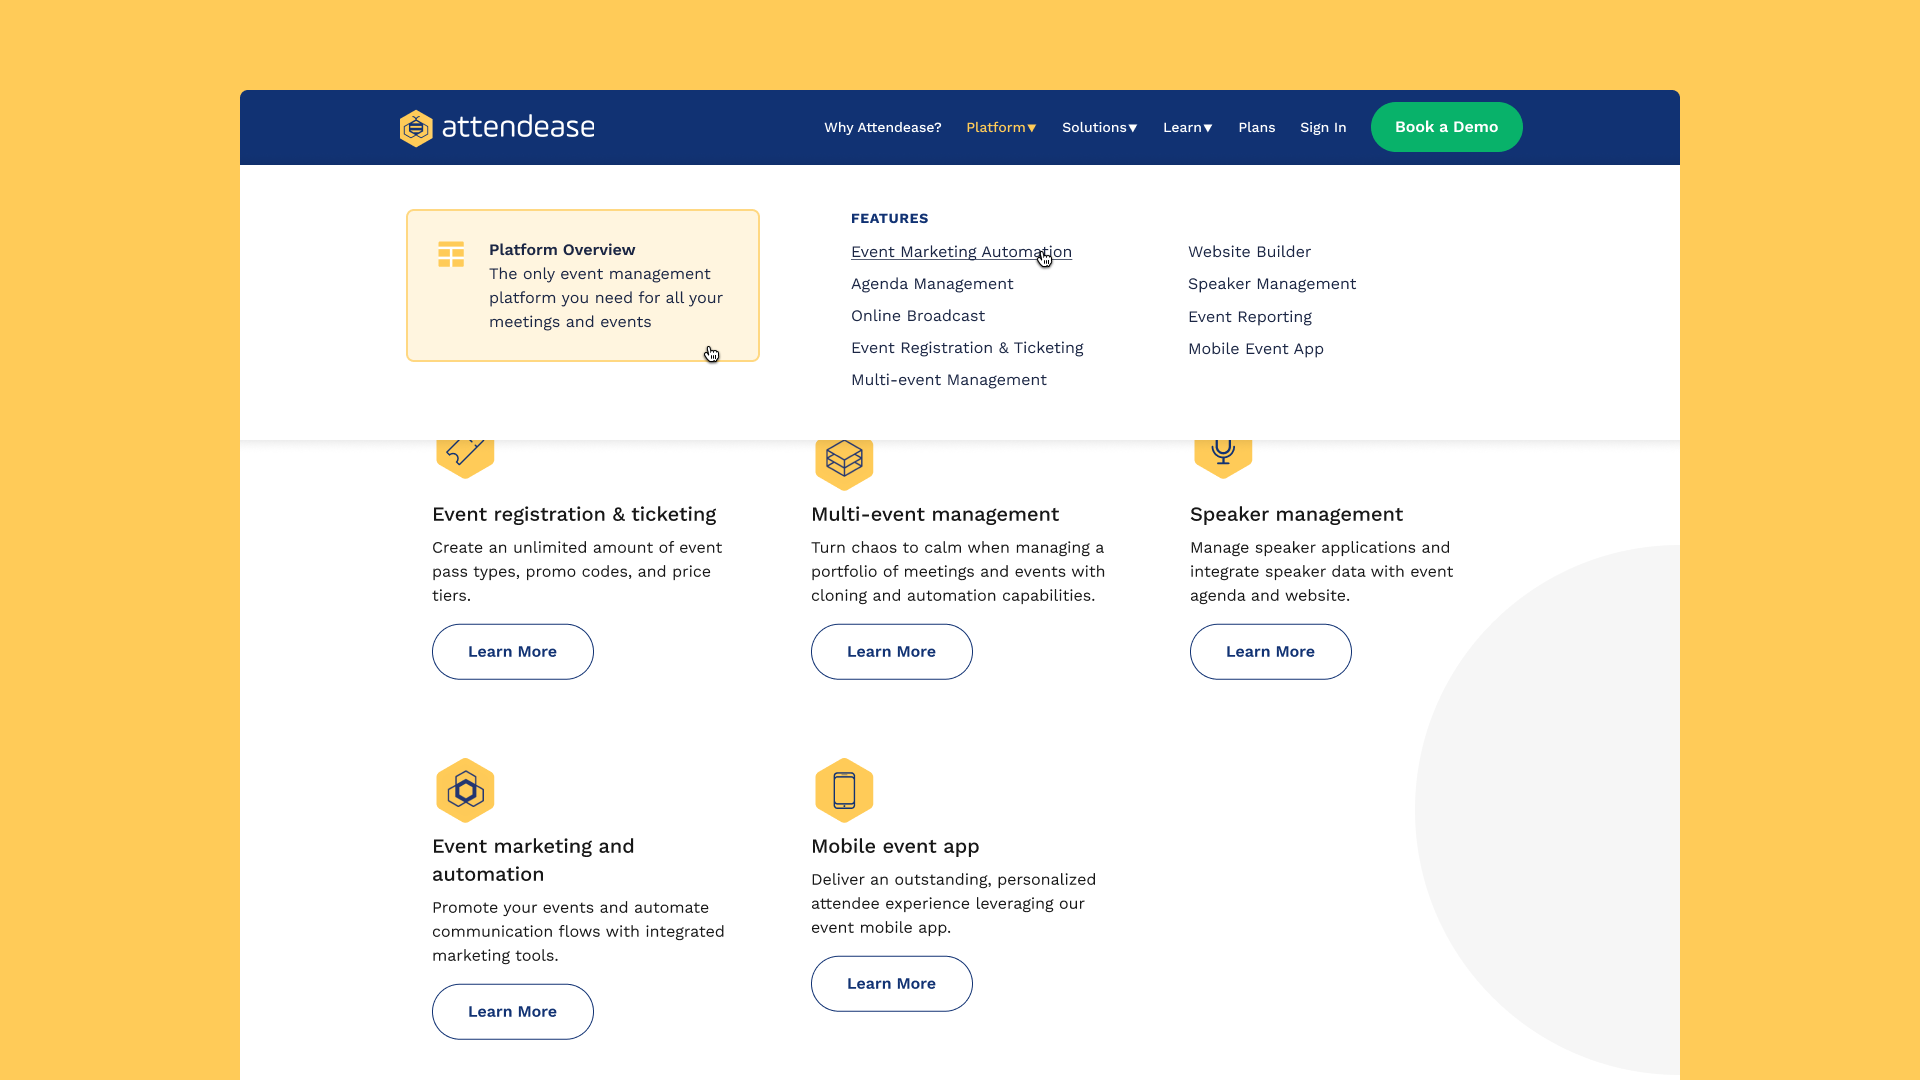 attendease
Why Attendease? Platform▼ Solutions▼ Learn▼ Plans Sign In Book a Demo
Platform Overview
The only event management
platform you need for all your
meetings and events
FEATURES
Event Marketing Automation
Agenda Management
Online Broadcast
Event Registration & Ticketing
Multi-event Management
Website Builder
Speaker Management
Event Reporting
Mobile Event App
Event registration & ticketing
Create an unlimited amount of event
pass types, promo codes, and price
tiers.
Learn More
Multi-event management
Turn chaos to calm when managing a
portfolio of meetings and events with
cloning and automation capabilities.
Learn More
Speaker management
Manage speaker applications and
integrate speaker data with event
agenda and website.
Learn More
Event marketing and
automation
Promote your events and automate
communication flows with integrated
marketing tools.
Learn More
Mobile event app
Deliver an outstanding, personalized
attendee experience leveraging our
event mobile app.
Learn More